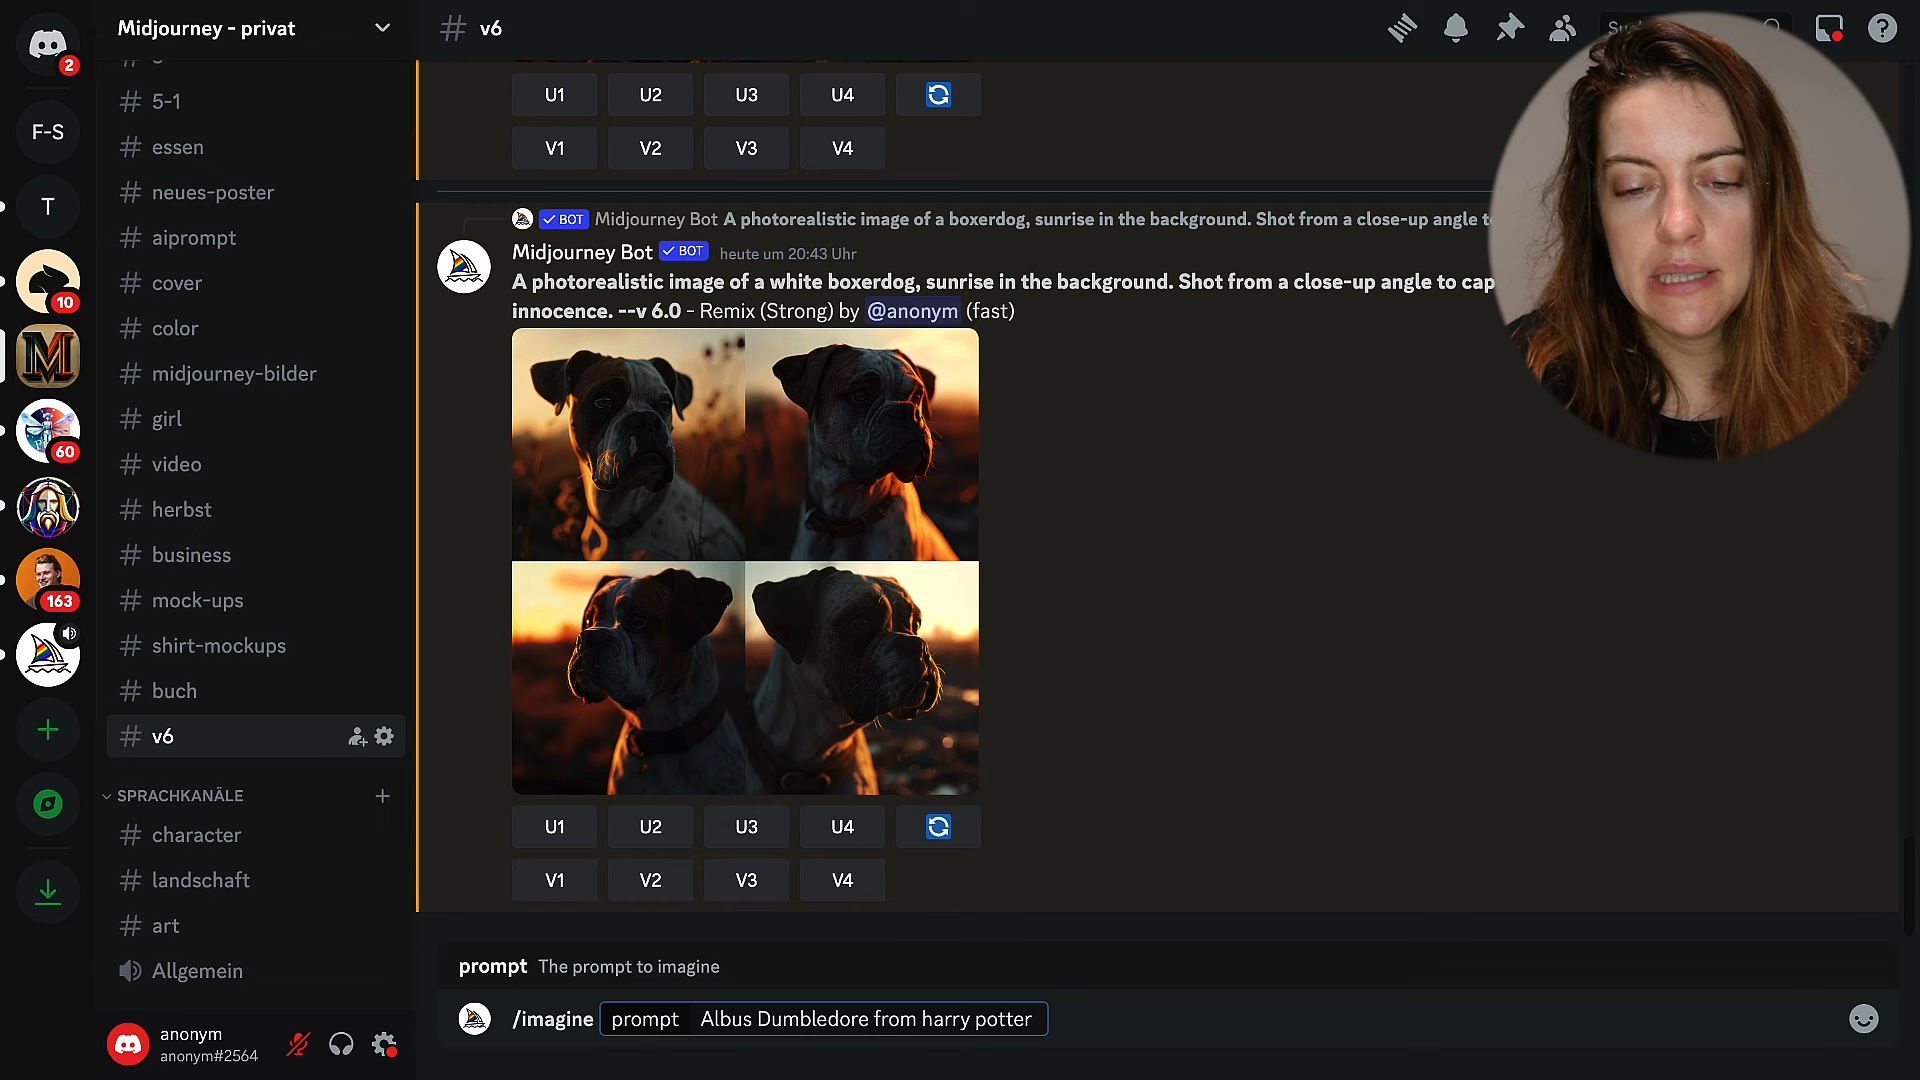 Midjourney - privat
2
F-S
T
10
M
60
163
5-1
essen
neues-poster
aiprompt
cover
color
midjourney-bilder
girl
video
herbst
business
mock-ups
shirt-mockups
buch
v6
SPRACHKANÄLE
character
landschaft
art
Allgemein
anonym
anonym#2564
v6
U1 U2 U3 U4
V1 V2 V3 V4
BOT Midjourney Bot A photorealistic image of a boxerdog, sunrise in the background. Shot from a close-up angle
Midjourney Bot BOT heute um 20:43 Uhr
A photorealistic image of a white boxerdog, sunrise in the background. Shot from a close-up angle to
innocence. --v 6.0 - Remix (Strong) by @anonym (fast)
U1 U2 U3 U4
V1 V2 V3 V4
prompt The prompt to imagine
/imagine prompt Albus Dumbledore from harry potter